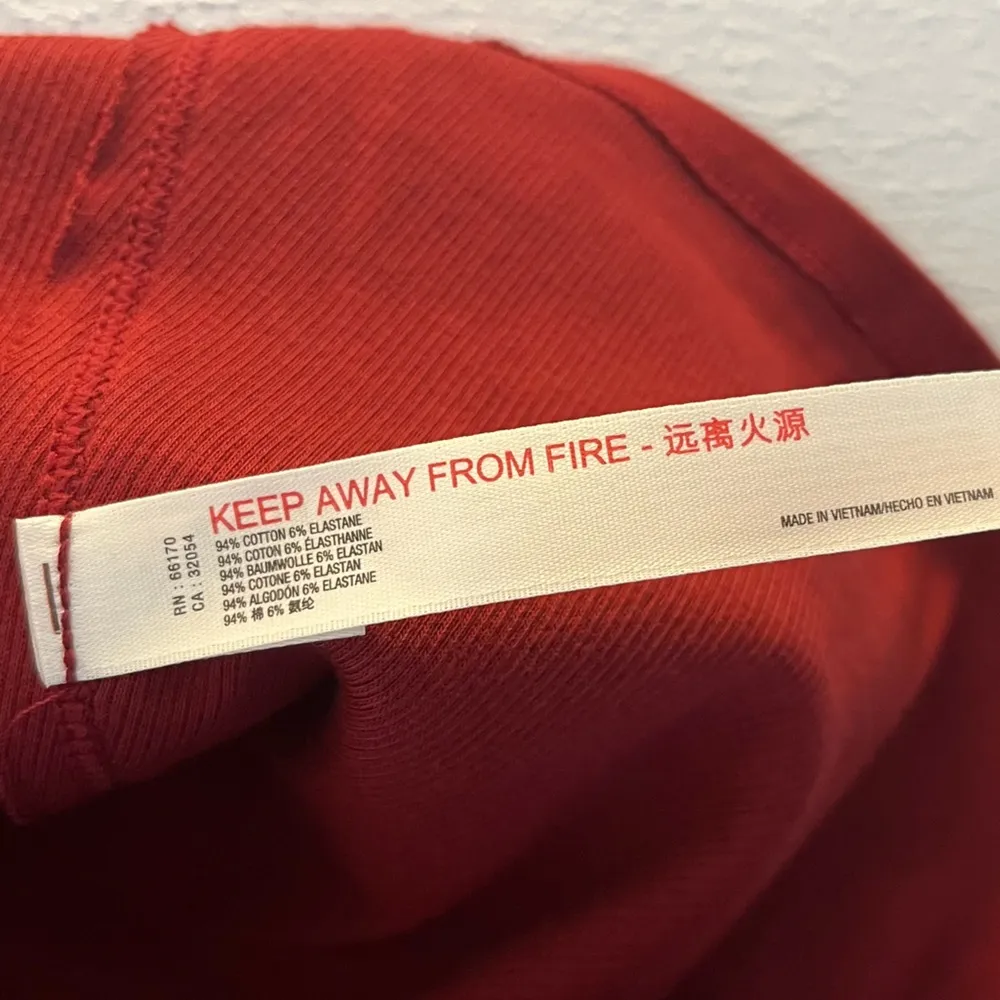 KEEP AWAY FROM FIRE - 远离火源
RN : 66170
CA : 32054
94% COTTON 6% ELASTANE
94% COTON 6% ÉLASTHANNE
94% BAUMWOLLE 6% ELASTAN
94% COTONE 6% ELASTAN
94% ALGODÓN 6% ELASTANE
94% 棉 6% 氨纶
MADE IN VIETNAM/HECHO EN VIETNAM